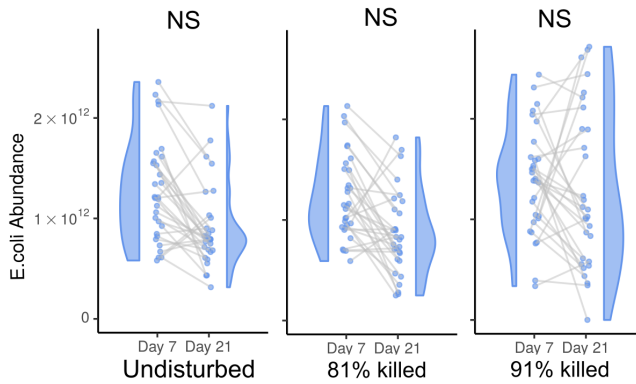 NS
NS
NS
E.coli Abundance
2 × 10¹²
1 × 10¹²
0
Day 7 Day 21
Day 7 Day 21
Day 7 Day 21
Undisturbed
81% killed
91% killed